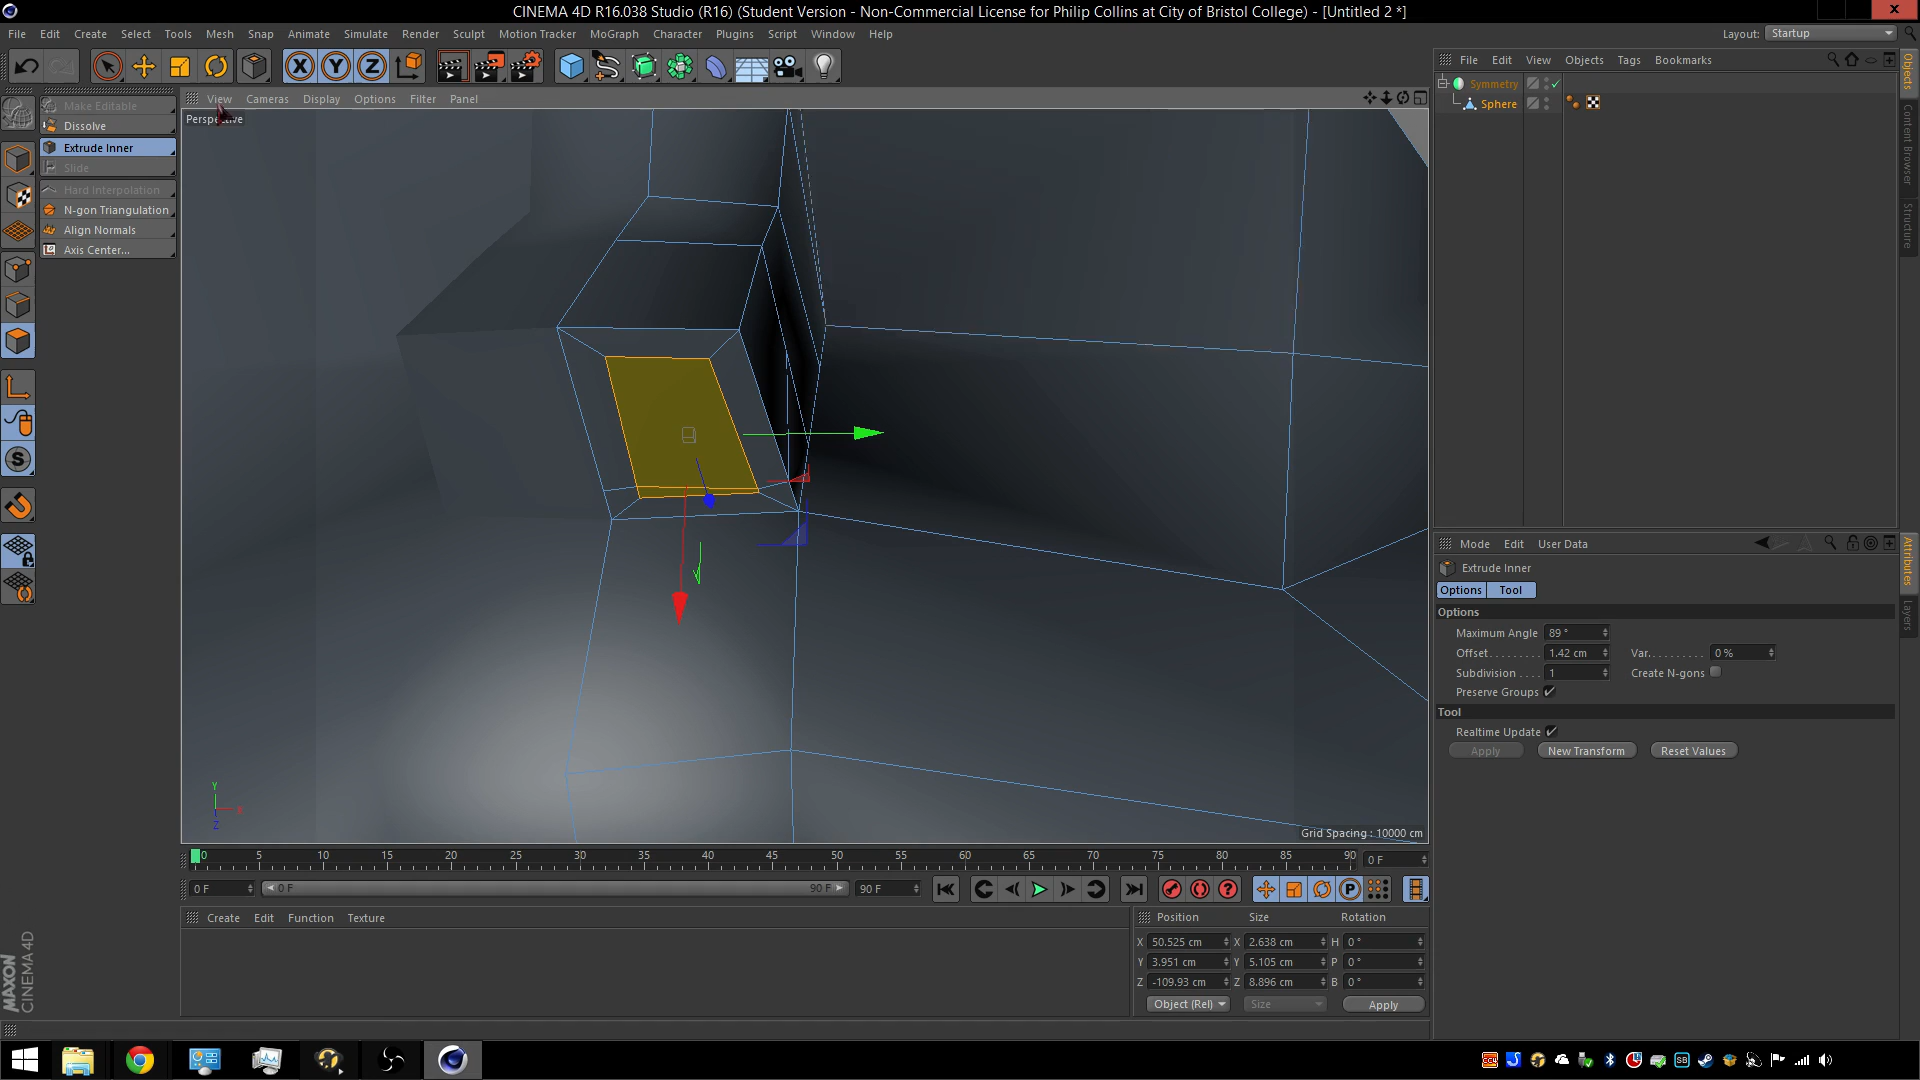 CINEMA 4D R16.038 Studio (R16) (Student Version - Non-Commercial License for Philip Collins at City of Bristol College) - [Untitled 2 *]
File Edit Create Select Tools Mesh Snap Animate Simulate Render Sculpt Motion Tracker MoGraph Character Plugins Script Window Help
Layout: Startup
File Edit View Objects Tags Bookmarks
Symmetry
Sphere
Objects
Content Browser
Structure
Make Editable
Dissolve
Extrude Inner
Slide
Hard Interpolation
N-gon Triangulation
Align Normals
Axis Center...
View Cameras Display Options Filter Panel
Perspective
Y
X
Z
Grid Spacing : 10000 cm
Mode Edit User Data
Extrude Inner
Options Tool
Options
Maximum Angle 89 °
Offset......... 1.42 cm Var.......... 0 %
Subdivision .... 1 Create N-gons
Preserve Groups
Tool
Realtime Update
Apply New Transform Reset Values
Attributes
Layers
0 5 10 15 20 25 30 35 40 45 50 55 60 65 70 75 80 85 90 0 F
0 F 0 F 90 F 90 F
Create Edit Function Texture
Position Size Rotation
X 50.525 cm X 2.638 cm H 0 °
Y 3.951 cm Y 5.105 cm P 0 °
Z -109.93 cm Z 8.896 cm B 0 °
Object (Rel) Size Apply
MAXON
CINEMA 4D